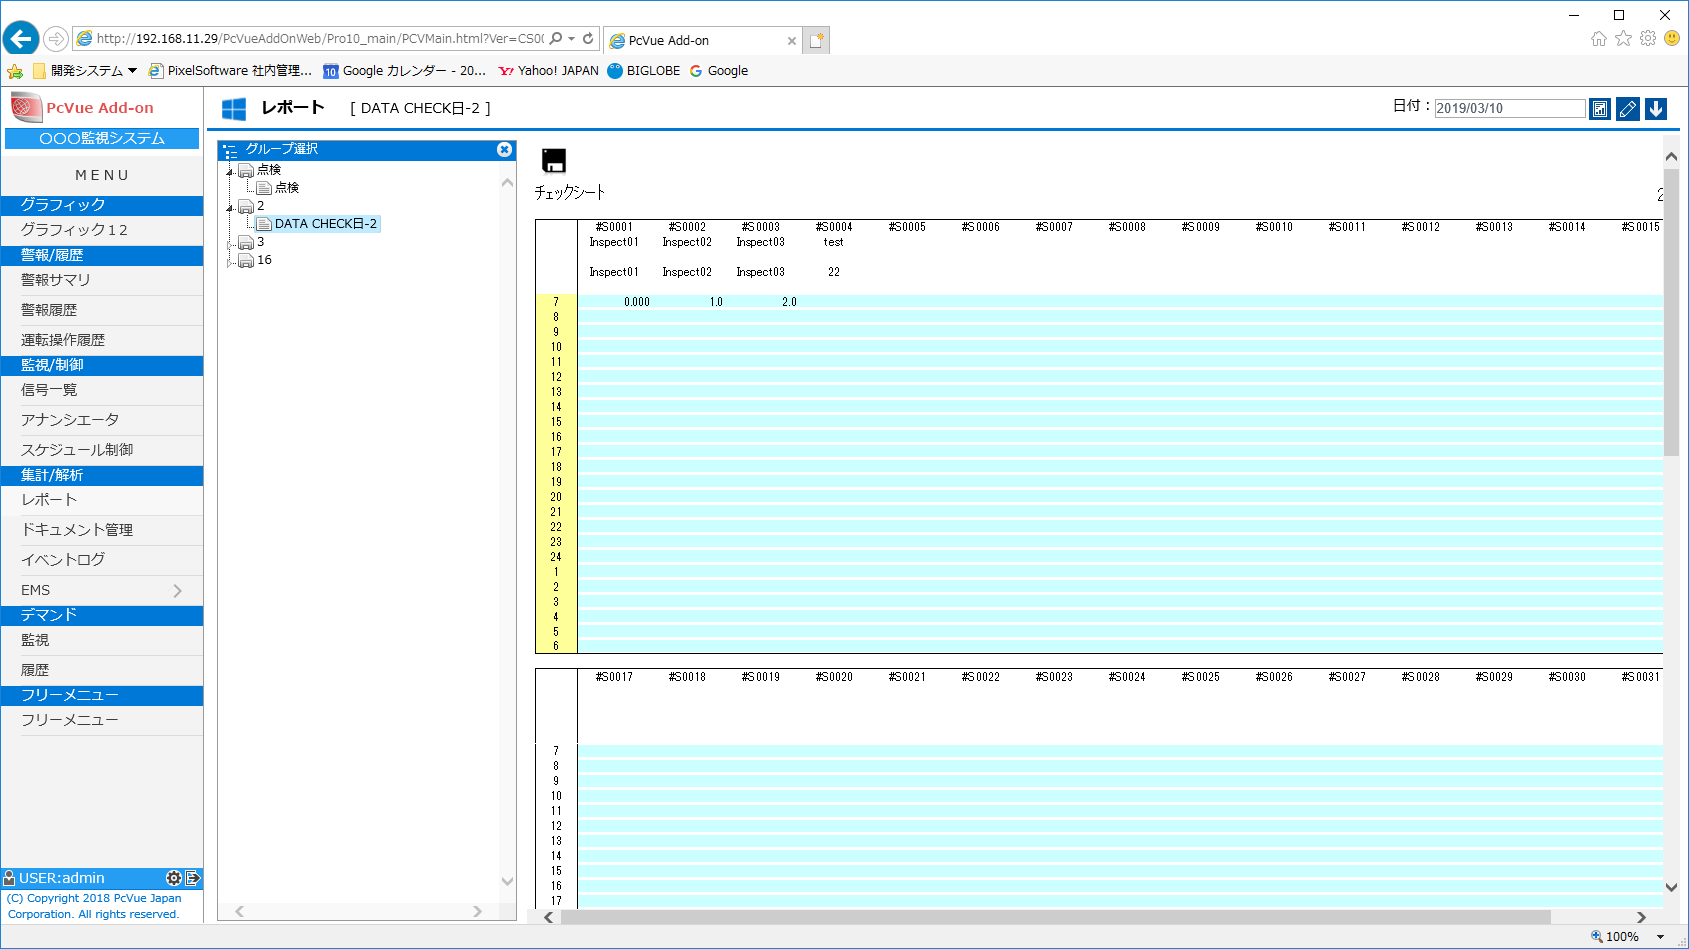 http://192.168.11.29/PcVueAddOnWeb/Pro10_main/PCVMain.html?Ver=CS00
PcVue Add-on
開発システム
PixelSoftware 社内管理...
10 Google カレンダー - 20...
Y! Yahoo! JAPAN
BIGLOBE
G Google
PcVue Add-on
〇〇〇監視システム
MENU
グラフィック
グラフィック１２
警報/履歴
警報サマリ
警報履歴
運転操作履歴
監視/制御
信号一覧
アナンシエータ
スケジュール制御
集計/解析
レポート
ドキュメント管理
イベントログ
EMS
デマンド
監視
履歴
フリーメニュー
フリーメニュー
USER:admin
(C) Copyright 2018 PcVue Japan
Corporation. All rights reserved.
レポート [ DATA CHECK日-2 ]
日付： 2019/03/10
グループ選択
点検
点検
2
DATA CHECK日-2
3
16
チェックシート
2
#S0001 #S0002 #S0003 #S0004 #S0005 #S0006 #S0007 #S0008 #S0009 #S0010 #S0011 #S0012 #S0013 #S0014 #S0015
Inspect01 Inspect02 Inspect03 test
Inspect01 Inspect02 Inspect03 22
7 0.000 1.0 2.0
8
9
10
11
12
13
14
15
16
17
18
19
20
21
22
23
24
1
2
3
4
5
6
#S0017 #S0018 #S0019 #S0020 #S0021 #S0022 #S0023 #S0024 #S0025 #S0026 #S0027 #S0028 #S0029 #S0030 #S0031
7
8
9
10
11
12
13
14
15
16
17
100%